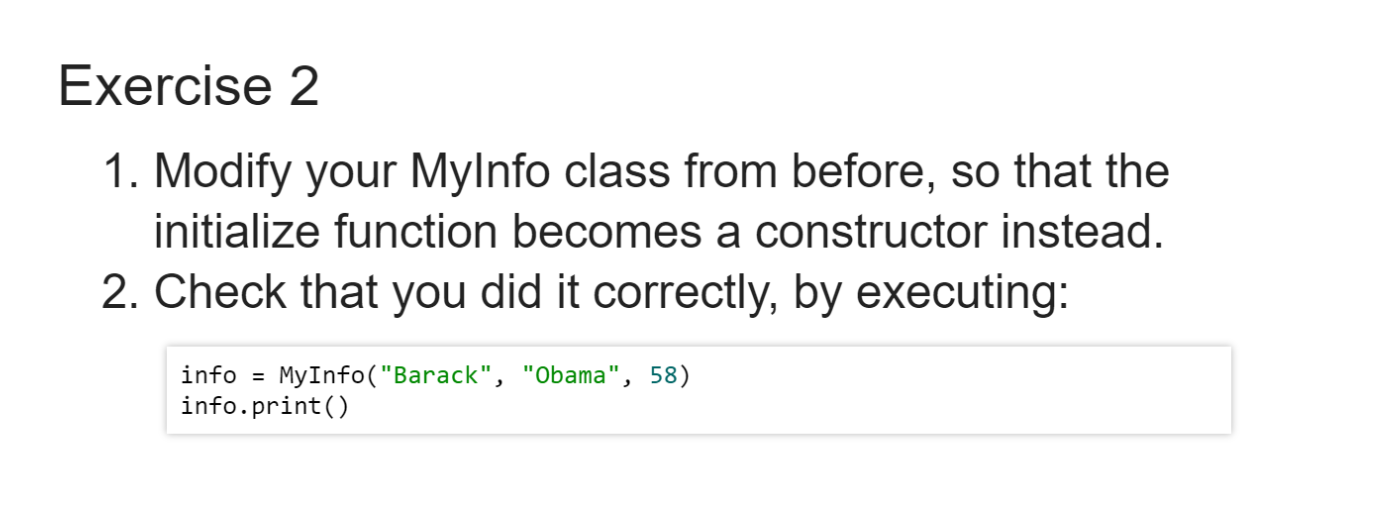 Exercise 2
1. Modify your MyInfo class from before, so that the
initialize function becomes a constructor instead.
2. Check that you did it correctly, by executing:
info = MyInfo("Barack", "Obama", 58)
info.print()